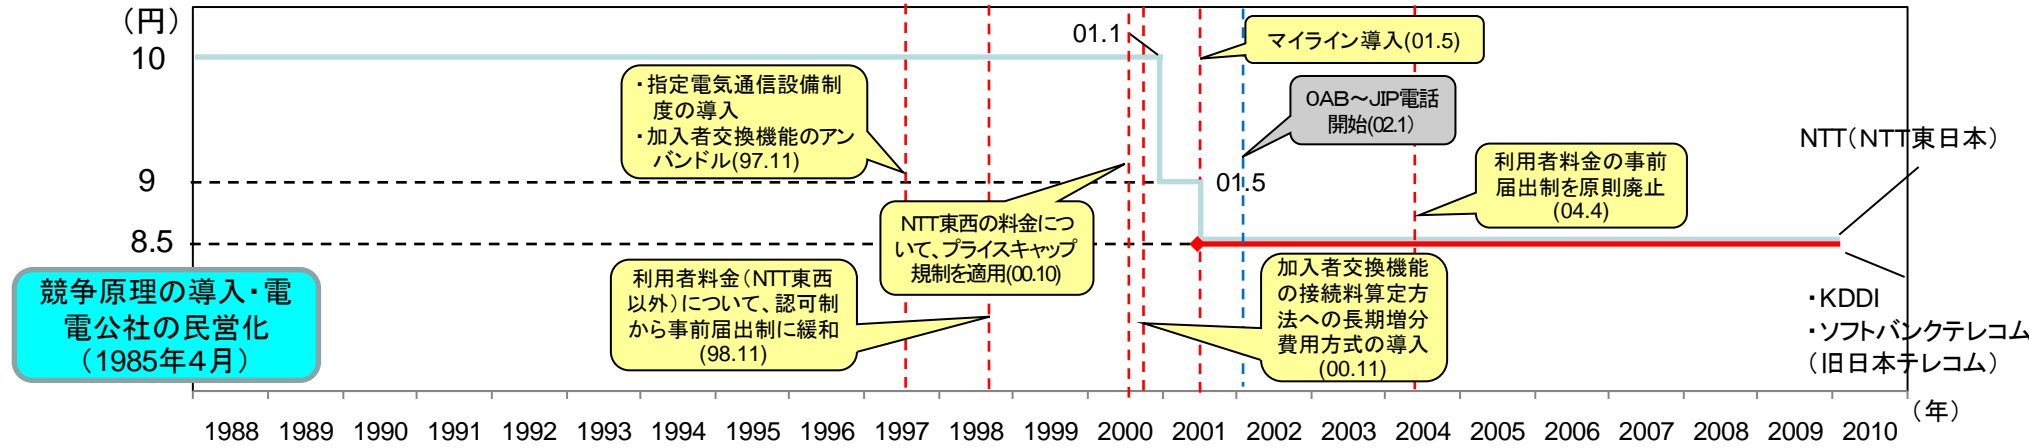 （円）
10
9
8.5
01.1
01.5
マイライン導入(01.5)
・指定電気通信設備制
度の導入
・加入者交換機能のアン
バンドル(97.11)
0AB～JIP電話
開始(02.1)
利用者料金の事前
届出制を原則廃止
(04.4)
NTT（NTT東日本）
NTT東西の料金につ
いて、プライスキャップ
規制を適用(00.10)
利用者料金（NTT東西
以外）について、認可制
から事前届出制に緩和
(98.11)
加入者交換機能
の接続料算定方
法への長期増分
費用方式の導入
(00.11)
競争原理の導入・電
電公社の民営化
（1985年4月）
・KDDI
・ソフトバンクテレコム
（旧日本テレコム）
1988 1989 1990 1991 1992 1993 1994 1995 1996 1997 1998 1999 2000 2001 2002 2003 2004 2005 2006 2007 2008 2009 2010
（年）